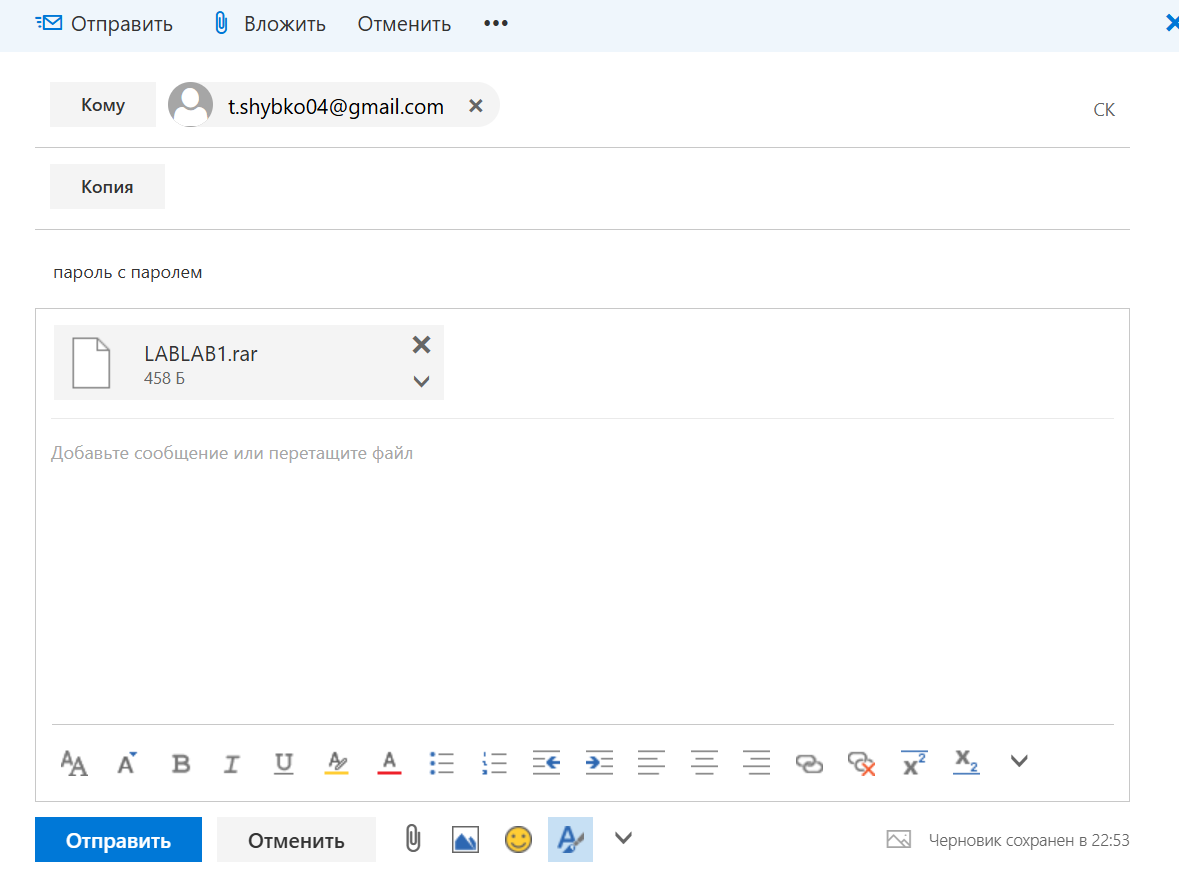 Отправить Вложить Отменить •••
Кому t.shybko04@gmail.com СК
Копия
пароль с паролем
LABLAB1.rar
458 Б
Добавьте сообщение или перетащите файл
Отправить Отменить Черновик сохранен в 22:53